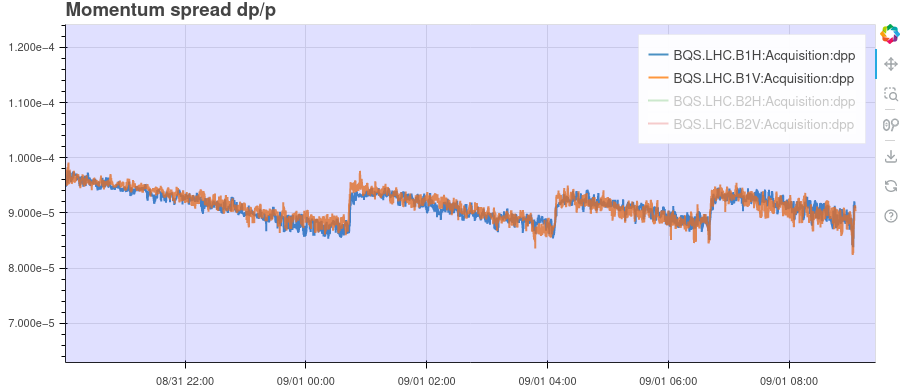 Momentum spread dp/p
1.200e−4
1.100e−4
1.000e−4
9.000e−5
8.000e−5
7.000e−5
BQS.LHC.B1H:Acquisition:dpp
BQS.LHC.B1V:Acquisition:dpp
BQS.LHC.B2H:Acquisition:dpp
BQS.LHC.B2V:Acquisition:dpp
08/31 22:00
09/01 00:00
09/01 02:00
09/01 04:00
09/01 06:00
09/01 08:00